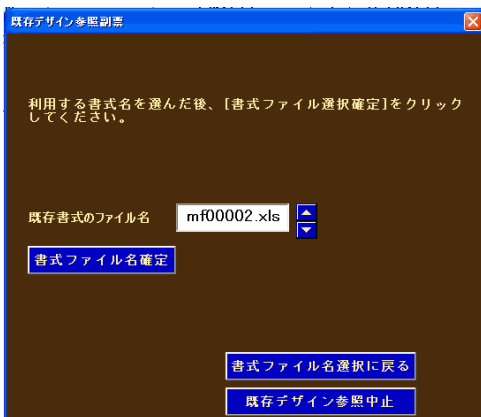 既存デザイン参照副票
利用する書式名を選んだ後、[書式ファイル選択確定]をクリック
してください。
既存書式のファイル名
mf00002.xls
書式ファイル名確定
書式ファイル名選択に戻る
既存デザイン参照中止